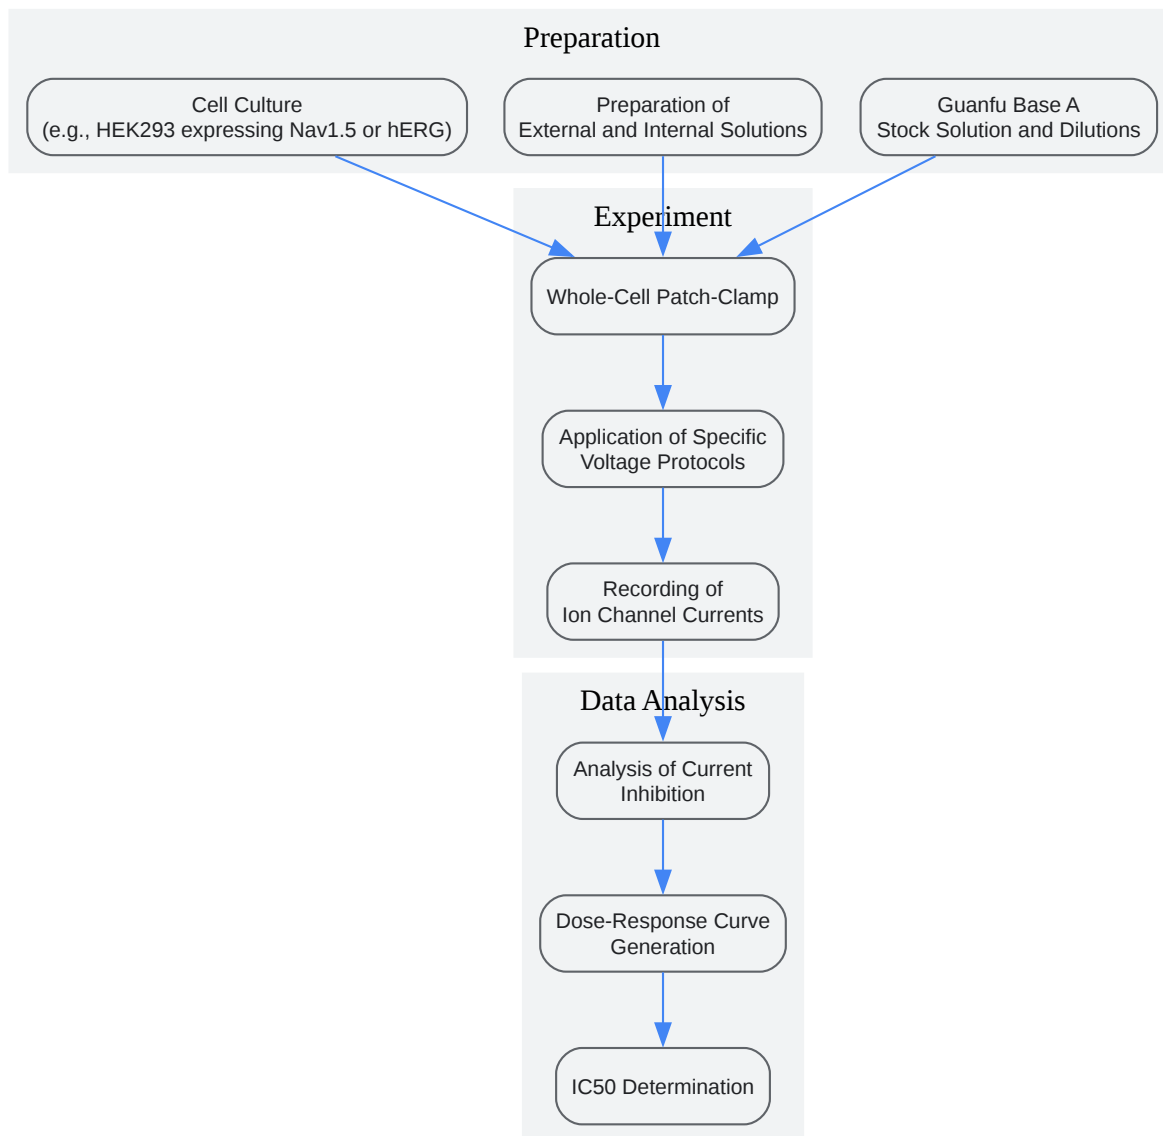 Preparation
Cell Culture
(e.g., HEK293 expressing Nav1.5 or hERG)
Preparation of
External and Internal Solutions
Guanfu Base A
Stock Solution and Dilutions
Experiment
Whole-Cell Patch-Clamp
Application of Specific
Voltage Protocols
Recording of
Ion Channel Currents
Data Analysis
Analysis of Current
Inhibition
Dose-Response Curve
Generation
IC50 Determination